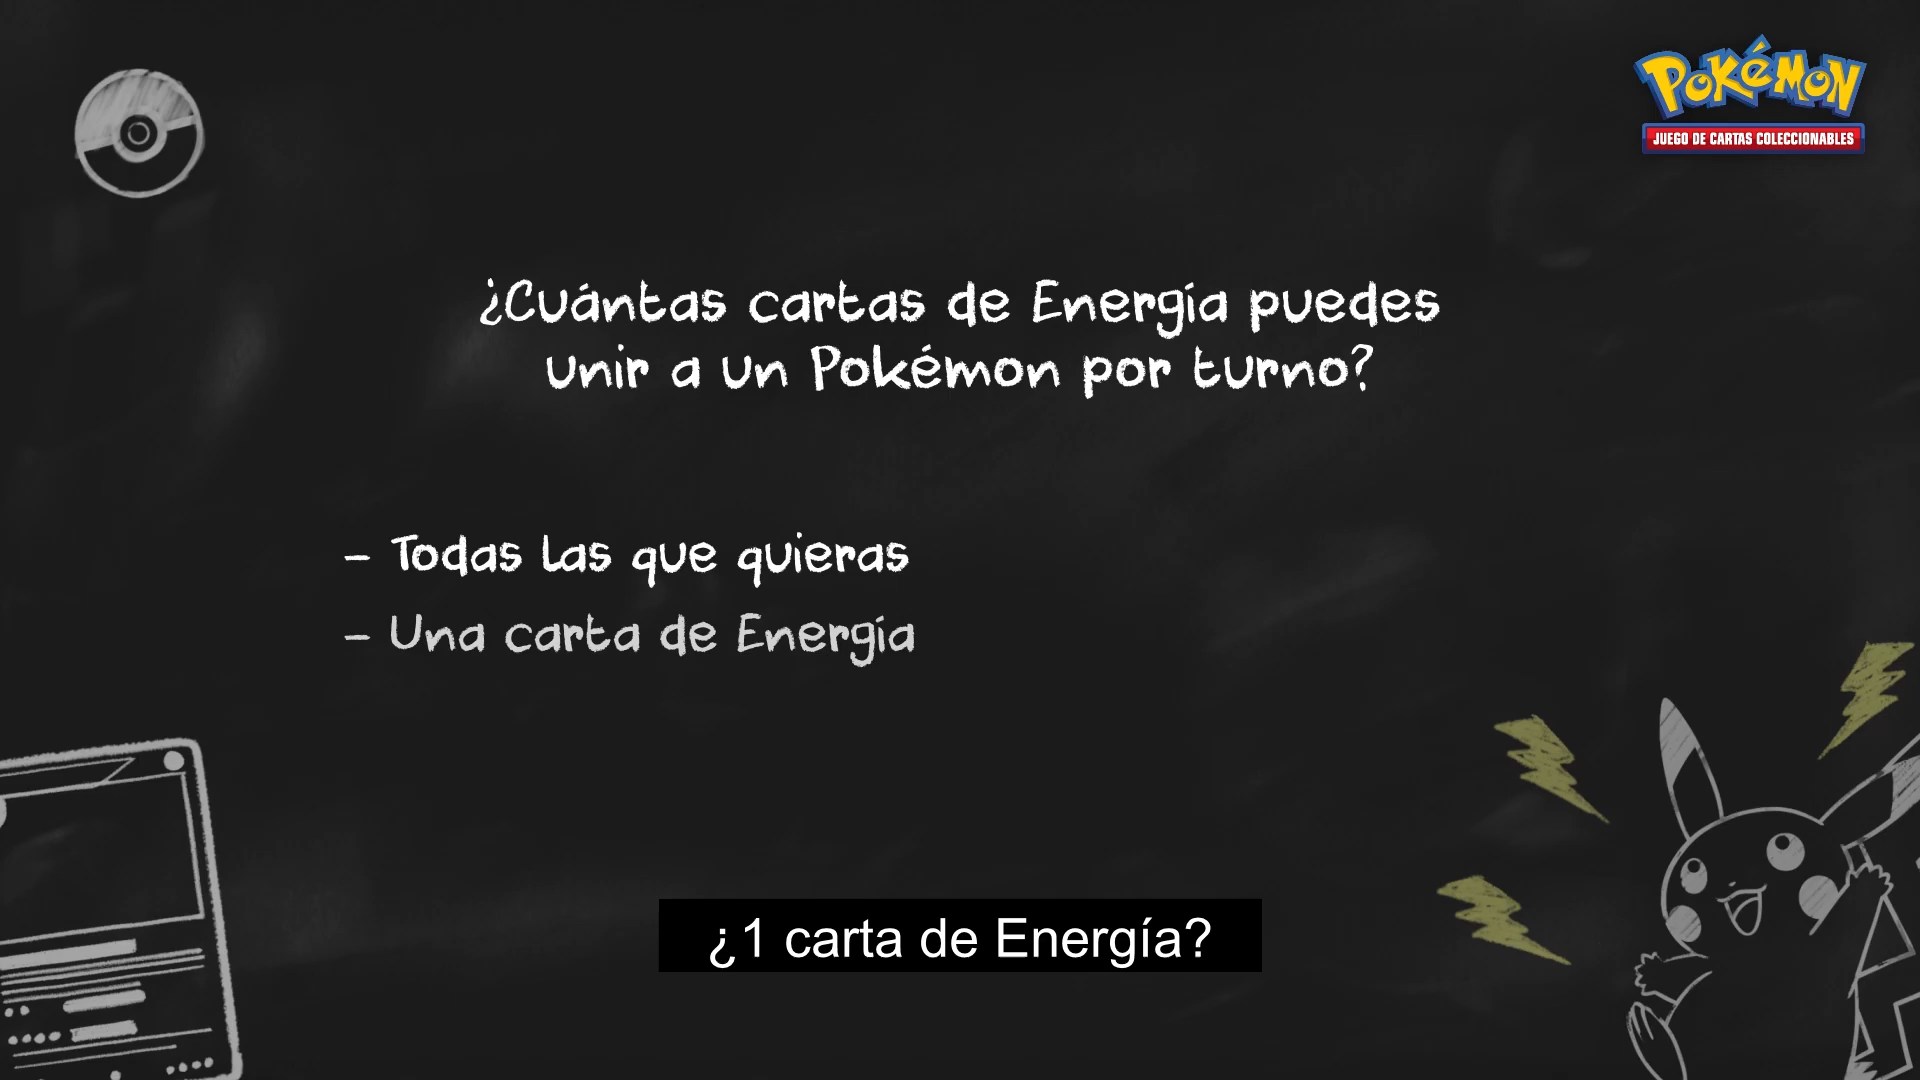 POKéMON
JUEGO DE CARTAS COLECCIONABLES
¿Cuántas cartas de Energía puedes
unir a un Pokémon por turno?
- Todas las que quieras
- Una carta de Energía
¿1 carta de Energía?